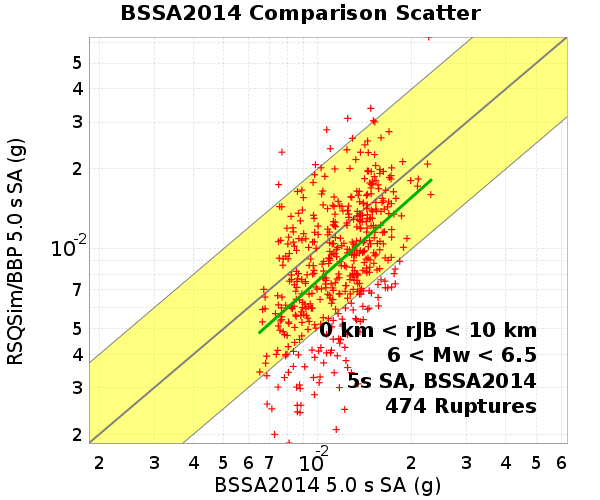 BSSA2014 Comparison Scatter
RSQSim/BBP 5.0 s SA (g)
5
4
3
2
10-2
7
5
4
3
2
0 km < rJB < 10 km
6 < Mw < 6.5
5s SA, BSSA2014
474 Ruptures
2 3 4 5 6 7 10-2 2 3 4 5 6
BSSA2014 5.0 s SA (g)